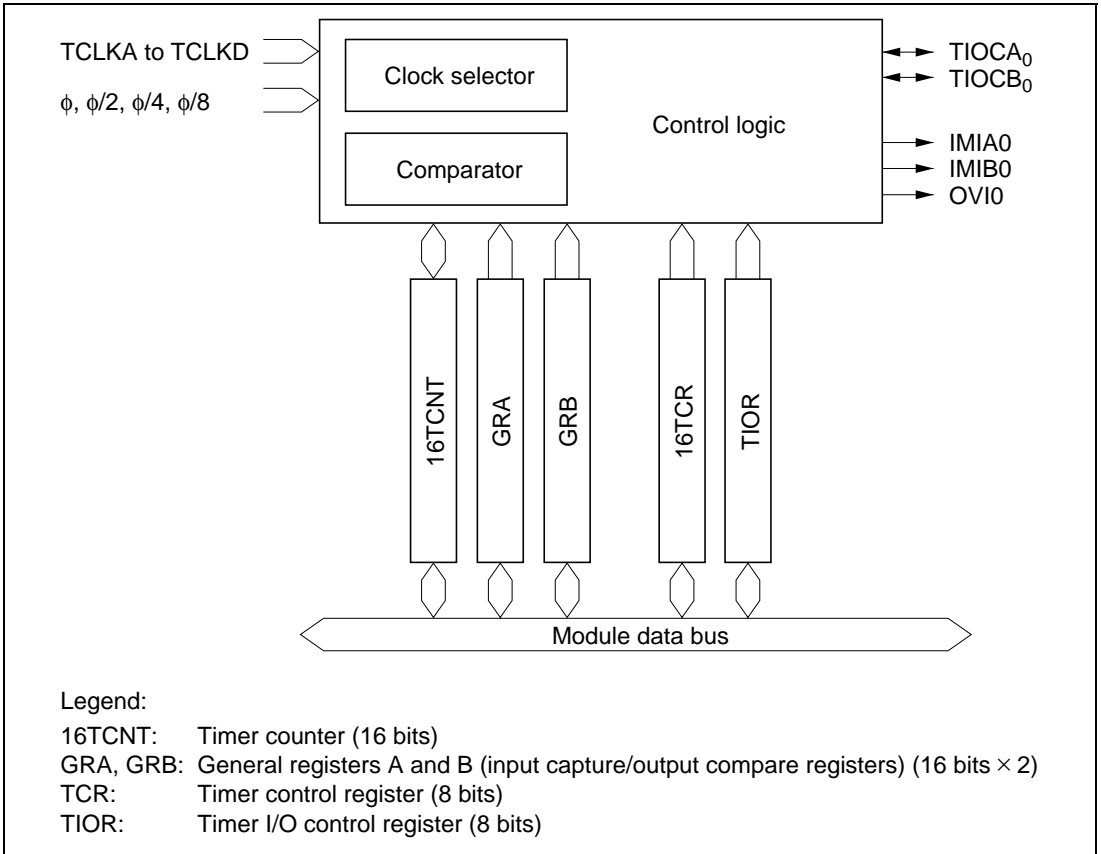 TCLKA to TCLKD
ϕ, ϕ/2, ϕ/4, ϕ/8
Clock selector
Comparator
Control logic
TIOCA0
TIOCB0
IMIA0
IMIB0
OVI0
16TCNT
GRA
GRB
16TCR
TIOR
Module data bus
Legend:
16TCNT: Timer counter (16 bits)
GRA, GRB: General registers A and B (input capture/output compare registers) (16 bits × 2)
TCR: Timer control register (8 bits)
TIOR: Timer I/O control register (8 bits)